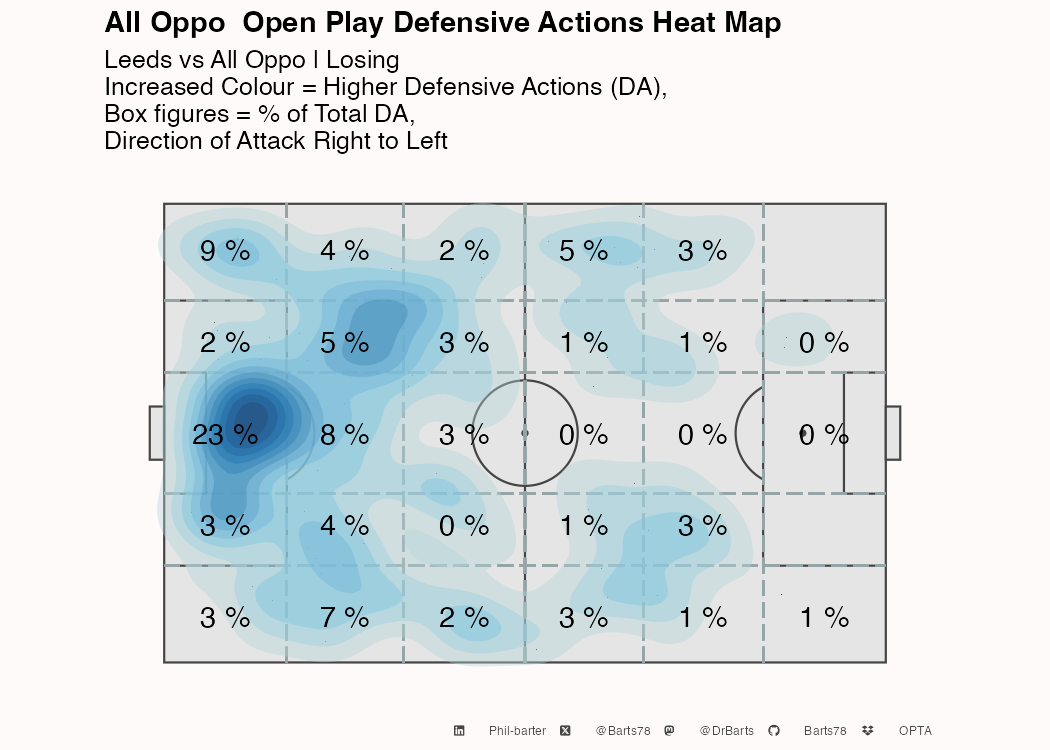 All Oppo  Open Play Defensive Actions Heat Map
Leeds vs All Oppo | Losing
Increased Colour = Higher Defensive Actions (DA),
Box figures = % of Total DA,
Direction of Attack Right to Left
9 % 4 % 2 % 5 % 3 %
2 % 5 % 3 % 1 % 1 % 0 %
23 % 8 % 3 % 0 % 0 % 0 %
3 % 4 % 0 % 1 % 3 %
3 % 7 % 2 % 3 % 1 % 1 %
Phil-barter @Barts78 @DrBarts Barts78 OPTA